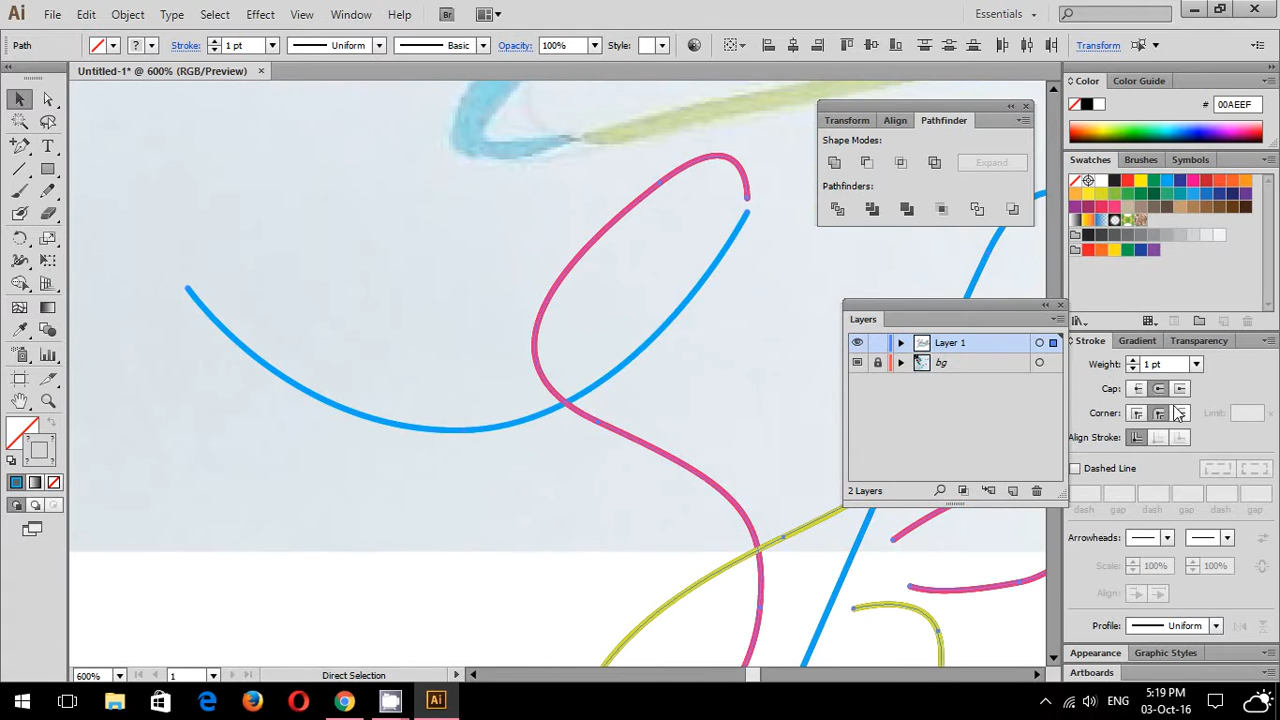 Ai File Edit Object Type Select Effect View Window Help Br Essentials
Path ? Stroke: 1 pt Uniform Basic Opacity: 100% Style: Transform
Untitled-1* @ 600% (RGB/Preview) ×
Color Color Guide
# 00AEEF
Transform Align Pathfinder
Shape Modes:
Expand
Pathfinders:
Swatches Brushes Symbols
Layers
Layer 1
bg
2 Layers
Stroke Gradient Transparency
Weight: 1 pt
Cap:
Corner: Limit: x
Align Stroke:
Dashed Line
dash gap dash gap dash gap
Arrowheads:
Scale: 100% 100%
Align:
Profile: Uniform
Appearance Graphic Styles
Artboards
600% 1 Direct Selection
ENG
5:19 PM
03-Oct-16